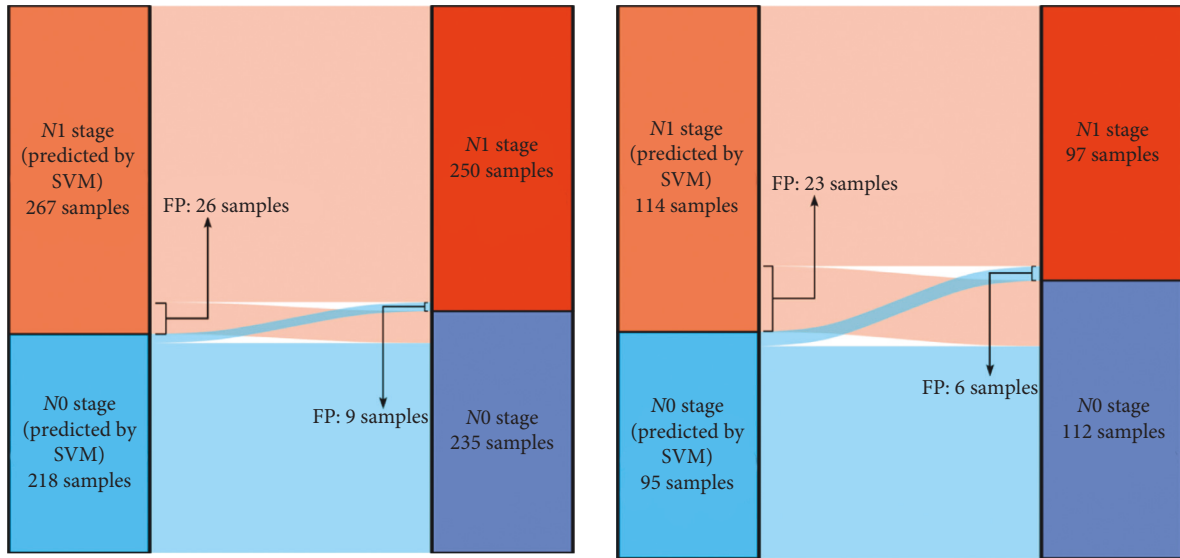 N1 stage
(predicted by
SVM)
267 samples
FP: 26 samples
N1 stage
250 samples
N0 stage
(predicted by
SVM)
218 samples
FP: 9 samples
N0 stage
235 samples
N1 stage
(predicted by
SVM)
114 samples
FP: 23 samples
N1 stage
97 samples
N0 stage
(predicted by
SVM)
95 samples
FP: 6 samples
N0 stage
112 samples